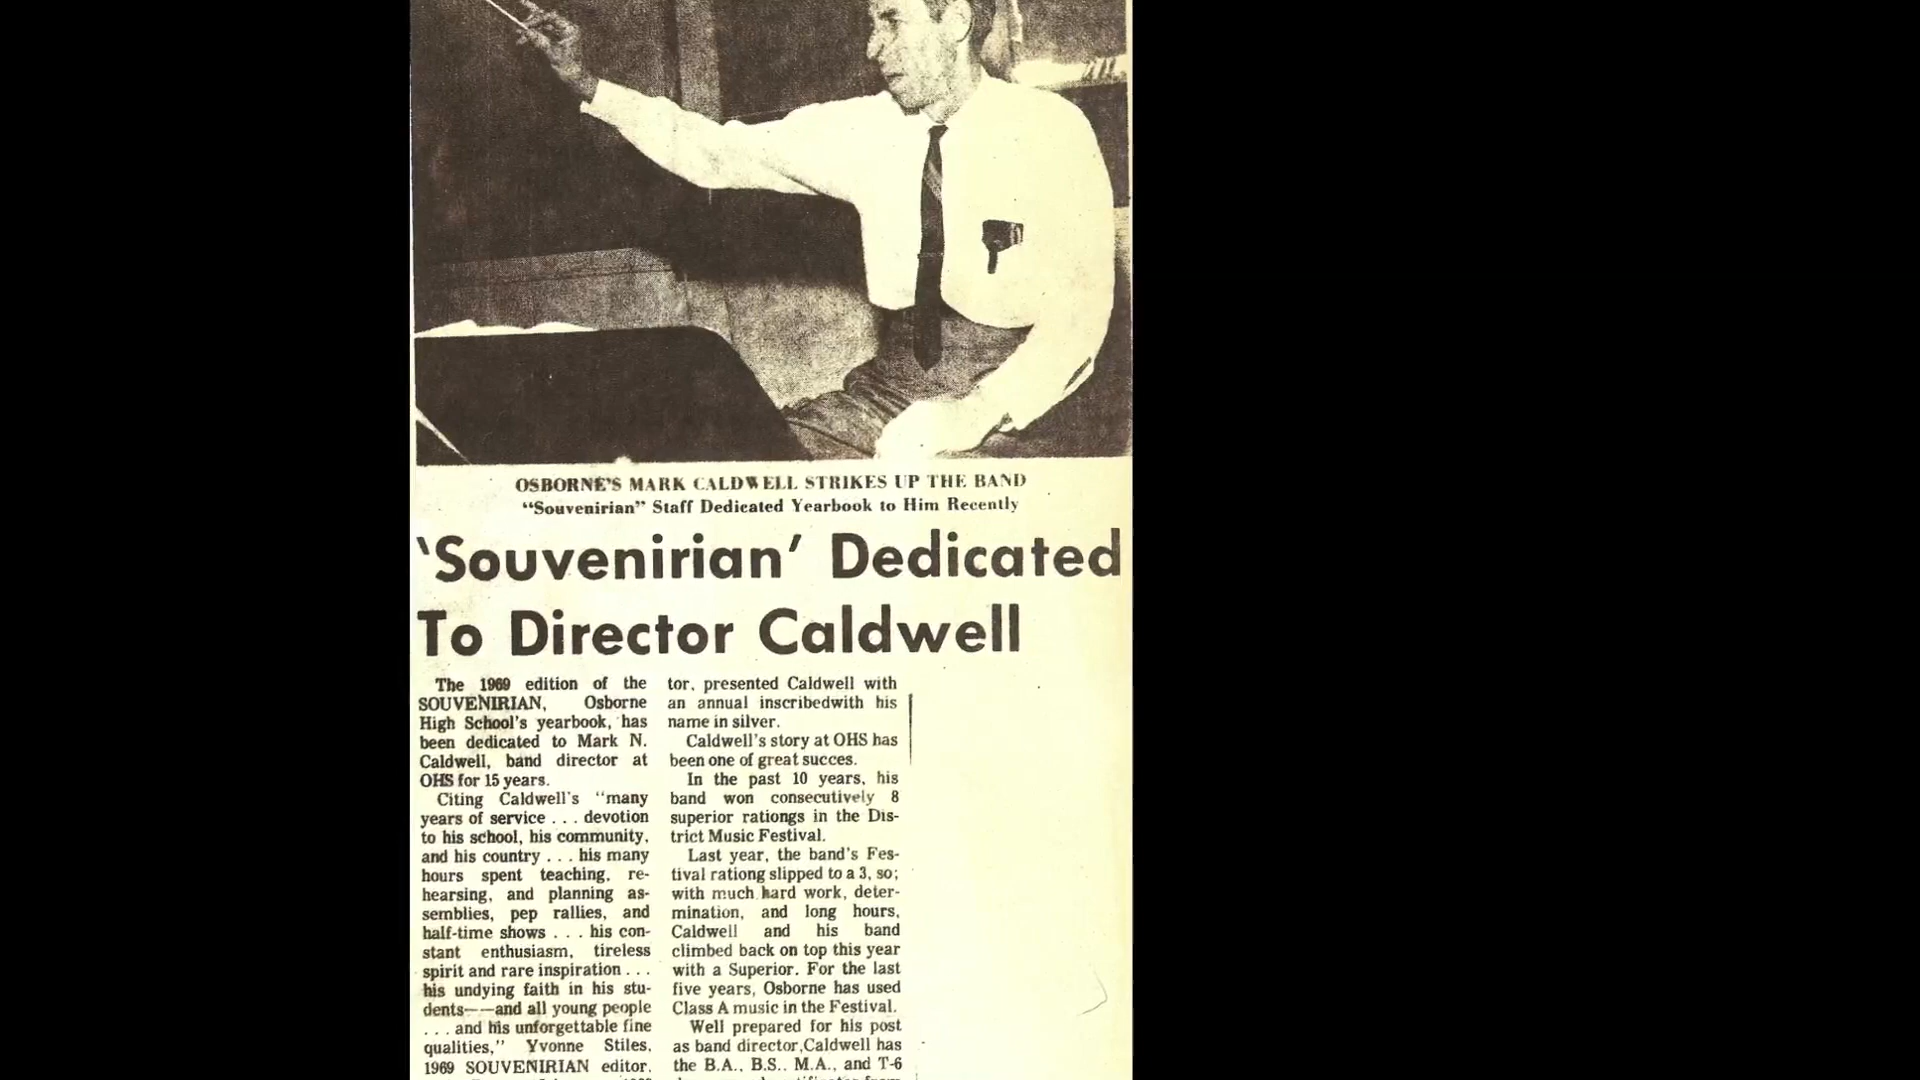 OSBORNE'S MARK CALDWELL STRIKES UP THE BAND
"Souvenirian" Staff Dedicated Yearbook to Him Recently
'Souvenirian' Dedicated
To Director Caldwell
The 1969 edition of the
SOUVENIRIAN, Osborne
High School's yearbook, has
been dedicated to Mark N.
Caldwell, band director at
OHS for 15 years.
Citing Caldwell's "many
years of service . . . devotion
to his school, his community,
and his country . . . his many
hours spent teaching, re-
hearsing, and planning as-
semblies, pep rallies, and
half-time shows . . . his con-
stant enthusiasm, tireless
spirit and rare inspiration . . .
his undying faith in his stu-
dents--and all young people
. . . and his unforgettable fine
qualities," Yvonne Stiles,
1969 SOUVENIRIAN editor,
tor, presented Caldwell with
an annual inscribedwith his
name in silver.
Caldwell's story at OHS has
been one of great succes.
In the past 10 years, his
band won consecutively 8
superior rationgs in the Dis-
trict Music Festival.
Last year, the band's Fes-
tival rationg slipped to a 3, so;
with much hard work, deter-
mination, and long hours,
Caldwell and his band
climbed back on top this year
with a Superior. For the last
five years, Osborne has used
Class A music in the Festival.
Well prepared for his post
as band director,Caldwell has
the B.A., B.S., M.A., and T-6